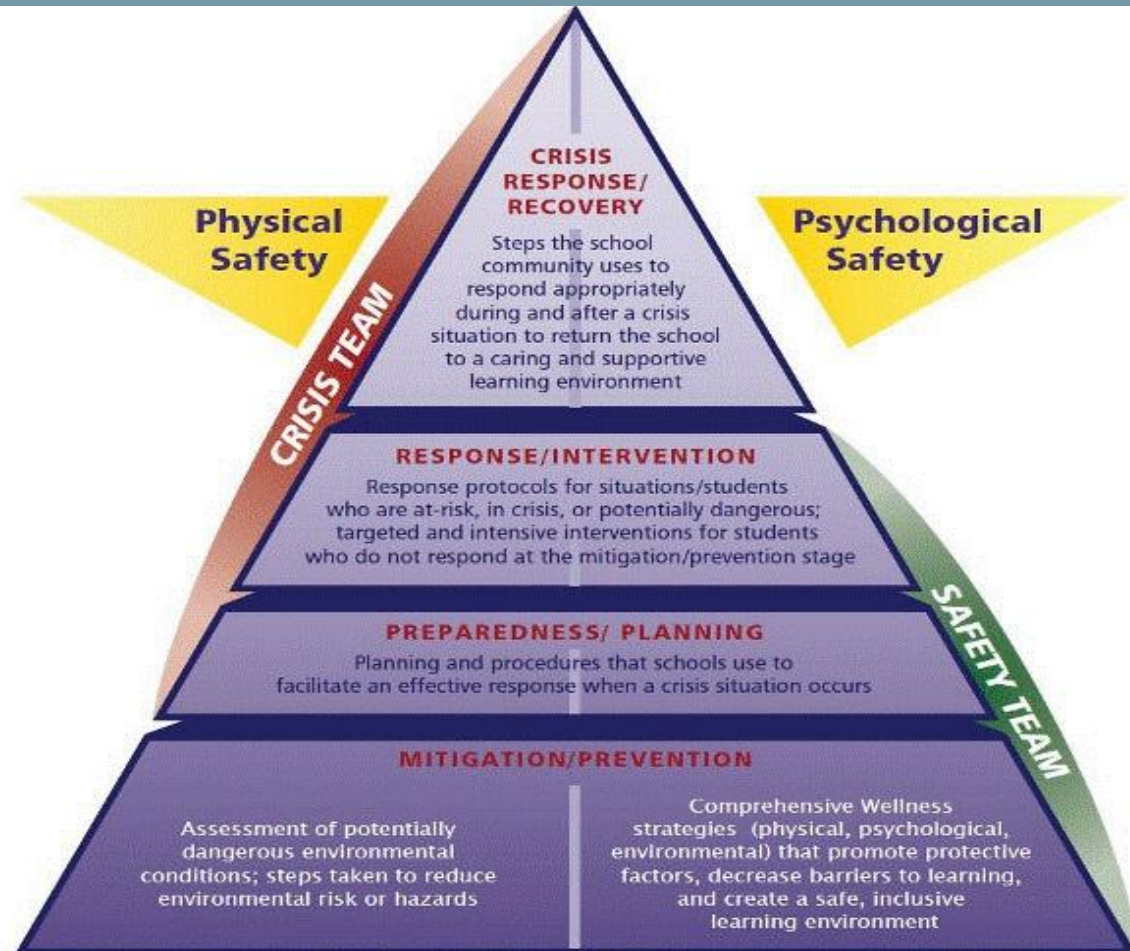 CRISIS
RESPONSE/
RECOVERY
Steps the school
community uses to
respond appropriately
during and after a crisis
situation to return the school
to a caring and supportive
learning environment
Physical
Safety
Psychological
Safety
CRISIS TEAM
RESPONSE/INTERVENTION
Response protocols for situations/students
who are at-risk, in crisis, or potentially dangerous;
targeted and intensive interventions for students
who do not respond at the mitigation/prevention stage
SAFETY TEAM
PREPAREDNESS/ PLANNING
Planning and procedures that schools use to
facilitate an effective response when a crisis situation occurs
MITIGATION/PREVENTION
Assessment of potentially
dangerous environmental
conditions; steps taken to reduce
environmental risk or hazards
Comprehensive Wellness
strategies (physical, psychological,
environmental) that promote protective
factors, decrease barriers to learning,
and create a safe, inclusive
learning environment